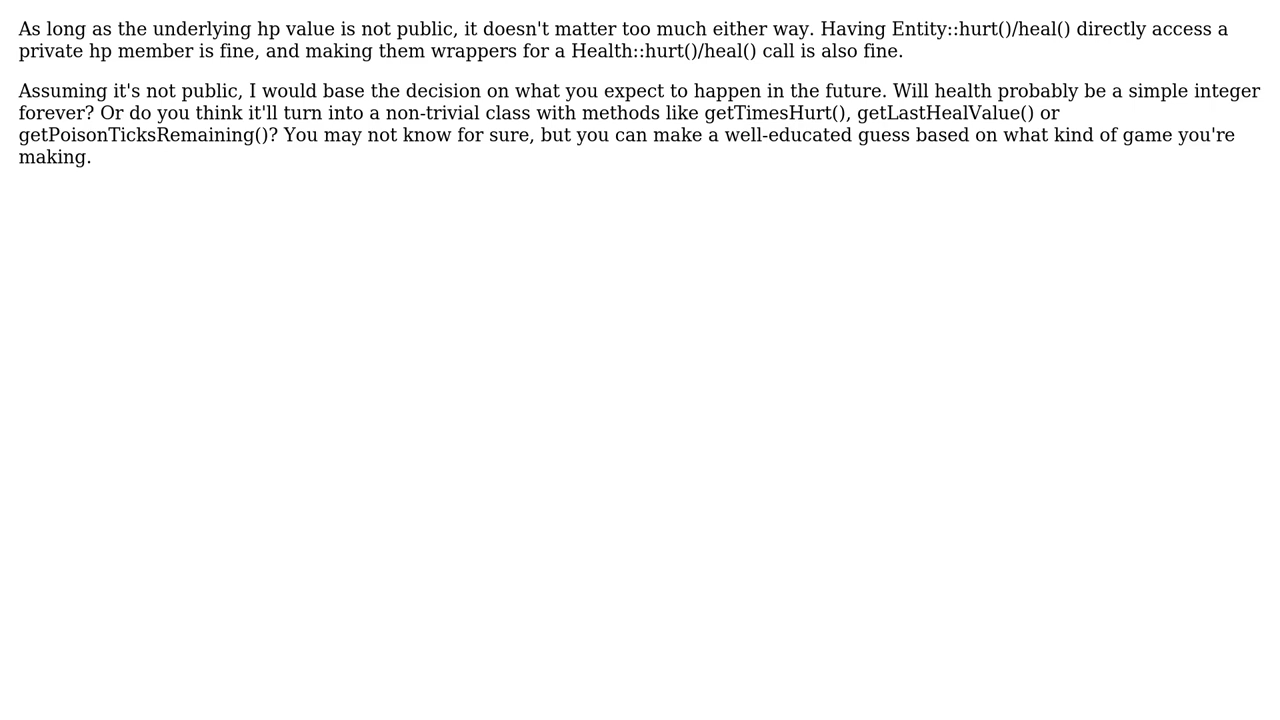 As long as the underlying hp value is not public, it doesn't matter too much either way. Having Entity::hurt()/heal() directly access a
private hp member is fine, and making them wrappers for a Health::hurt()/heal() call is also fine.
Assuming it's not public, I would base the decision on what you expect to happen in the future. Will health probably be a simple integer
forever? Or do you think it'll turn into a non-trivial class with methods like getTimesHurt(), getLastHealValue() or
getPoisonTicksRemaining()? You may not know for sure, but you can make a well-educated guess based on what kind of game you're
making.